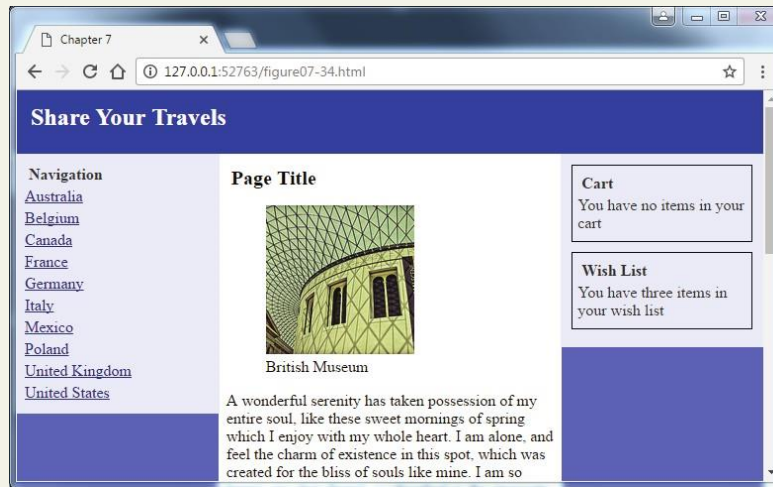 Chapter 7
127.0.0.1:52763/figure07-34.html
Share Your Travels
Navigation
Australia
Belgium
Canada
France
Germany
Italy
Mexico
Poland
United Kingdom
United States
Page Title
British Museum
A wonderful serenity has taken possession of my
entire soul, like these sweet mornings of spring
which I enjoy with my whole heart. I am alone, and
feel the charm of existence in this spot, which was
created for the bliss of souls like mine. I am so
Cart
You have no items in your
cart
Wish List
You have three items in
your wish list